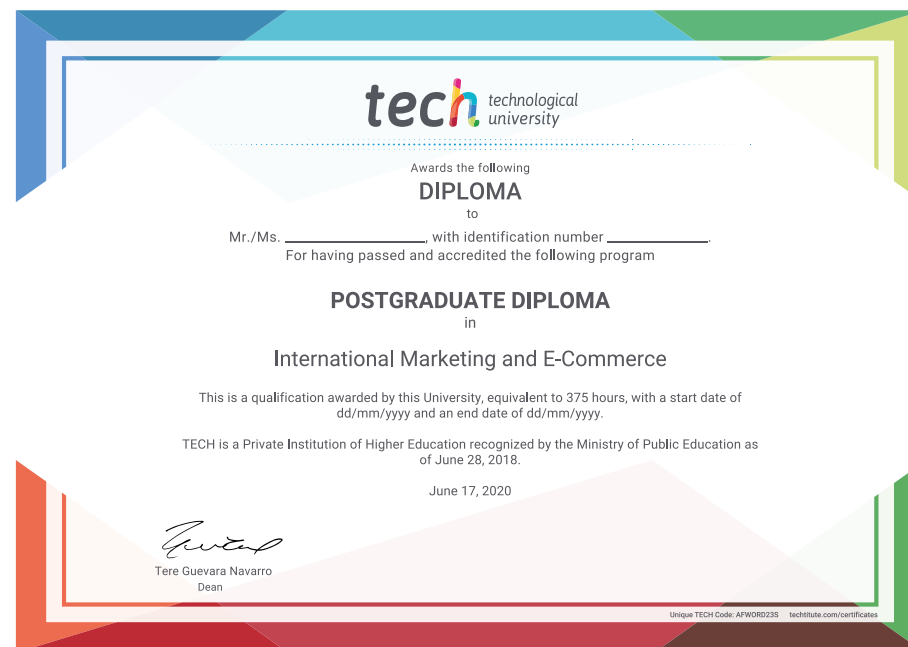 tech technological
university
Awards the following
DIPLOMA
to
Mr./Ms. ____________________, with identification number ______________.
For having passed and accredited the following program
POSTGRADUATE DIPLOMA
in
International Marketing and E-Commerce
This is a qualification awarded by this University, equivalent to 375 hours, with a start date of
dd/mm/yyyy and an end date of dd/mm/yyyy.
TECH is a Private Institution of Higher Education recognized by the Ministry of Public Education as
of June 28, 2018.
June 17, 2020
Tere Guevara Navarro
Dean
Unique TECH Code: AFWORD23S techtitute.com/certificates